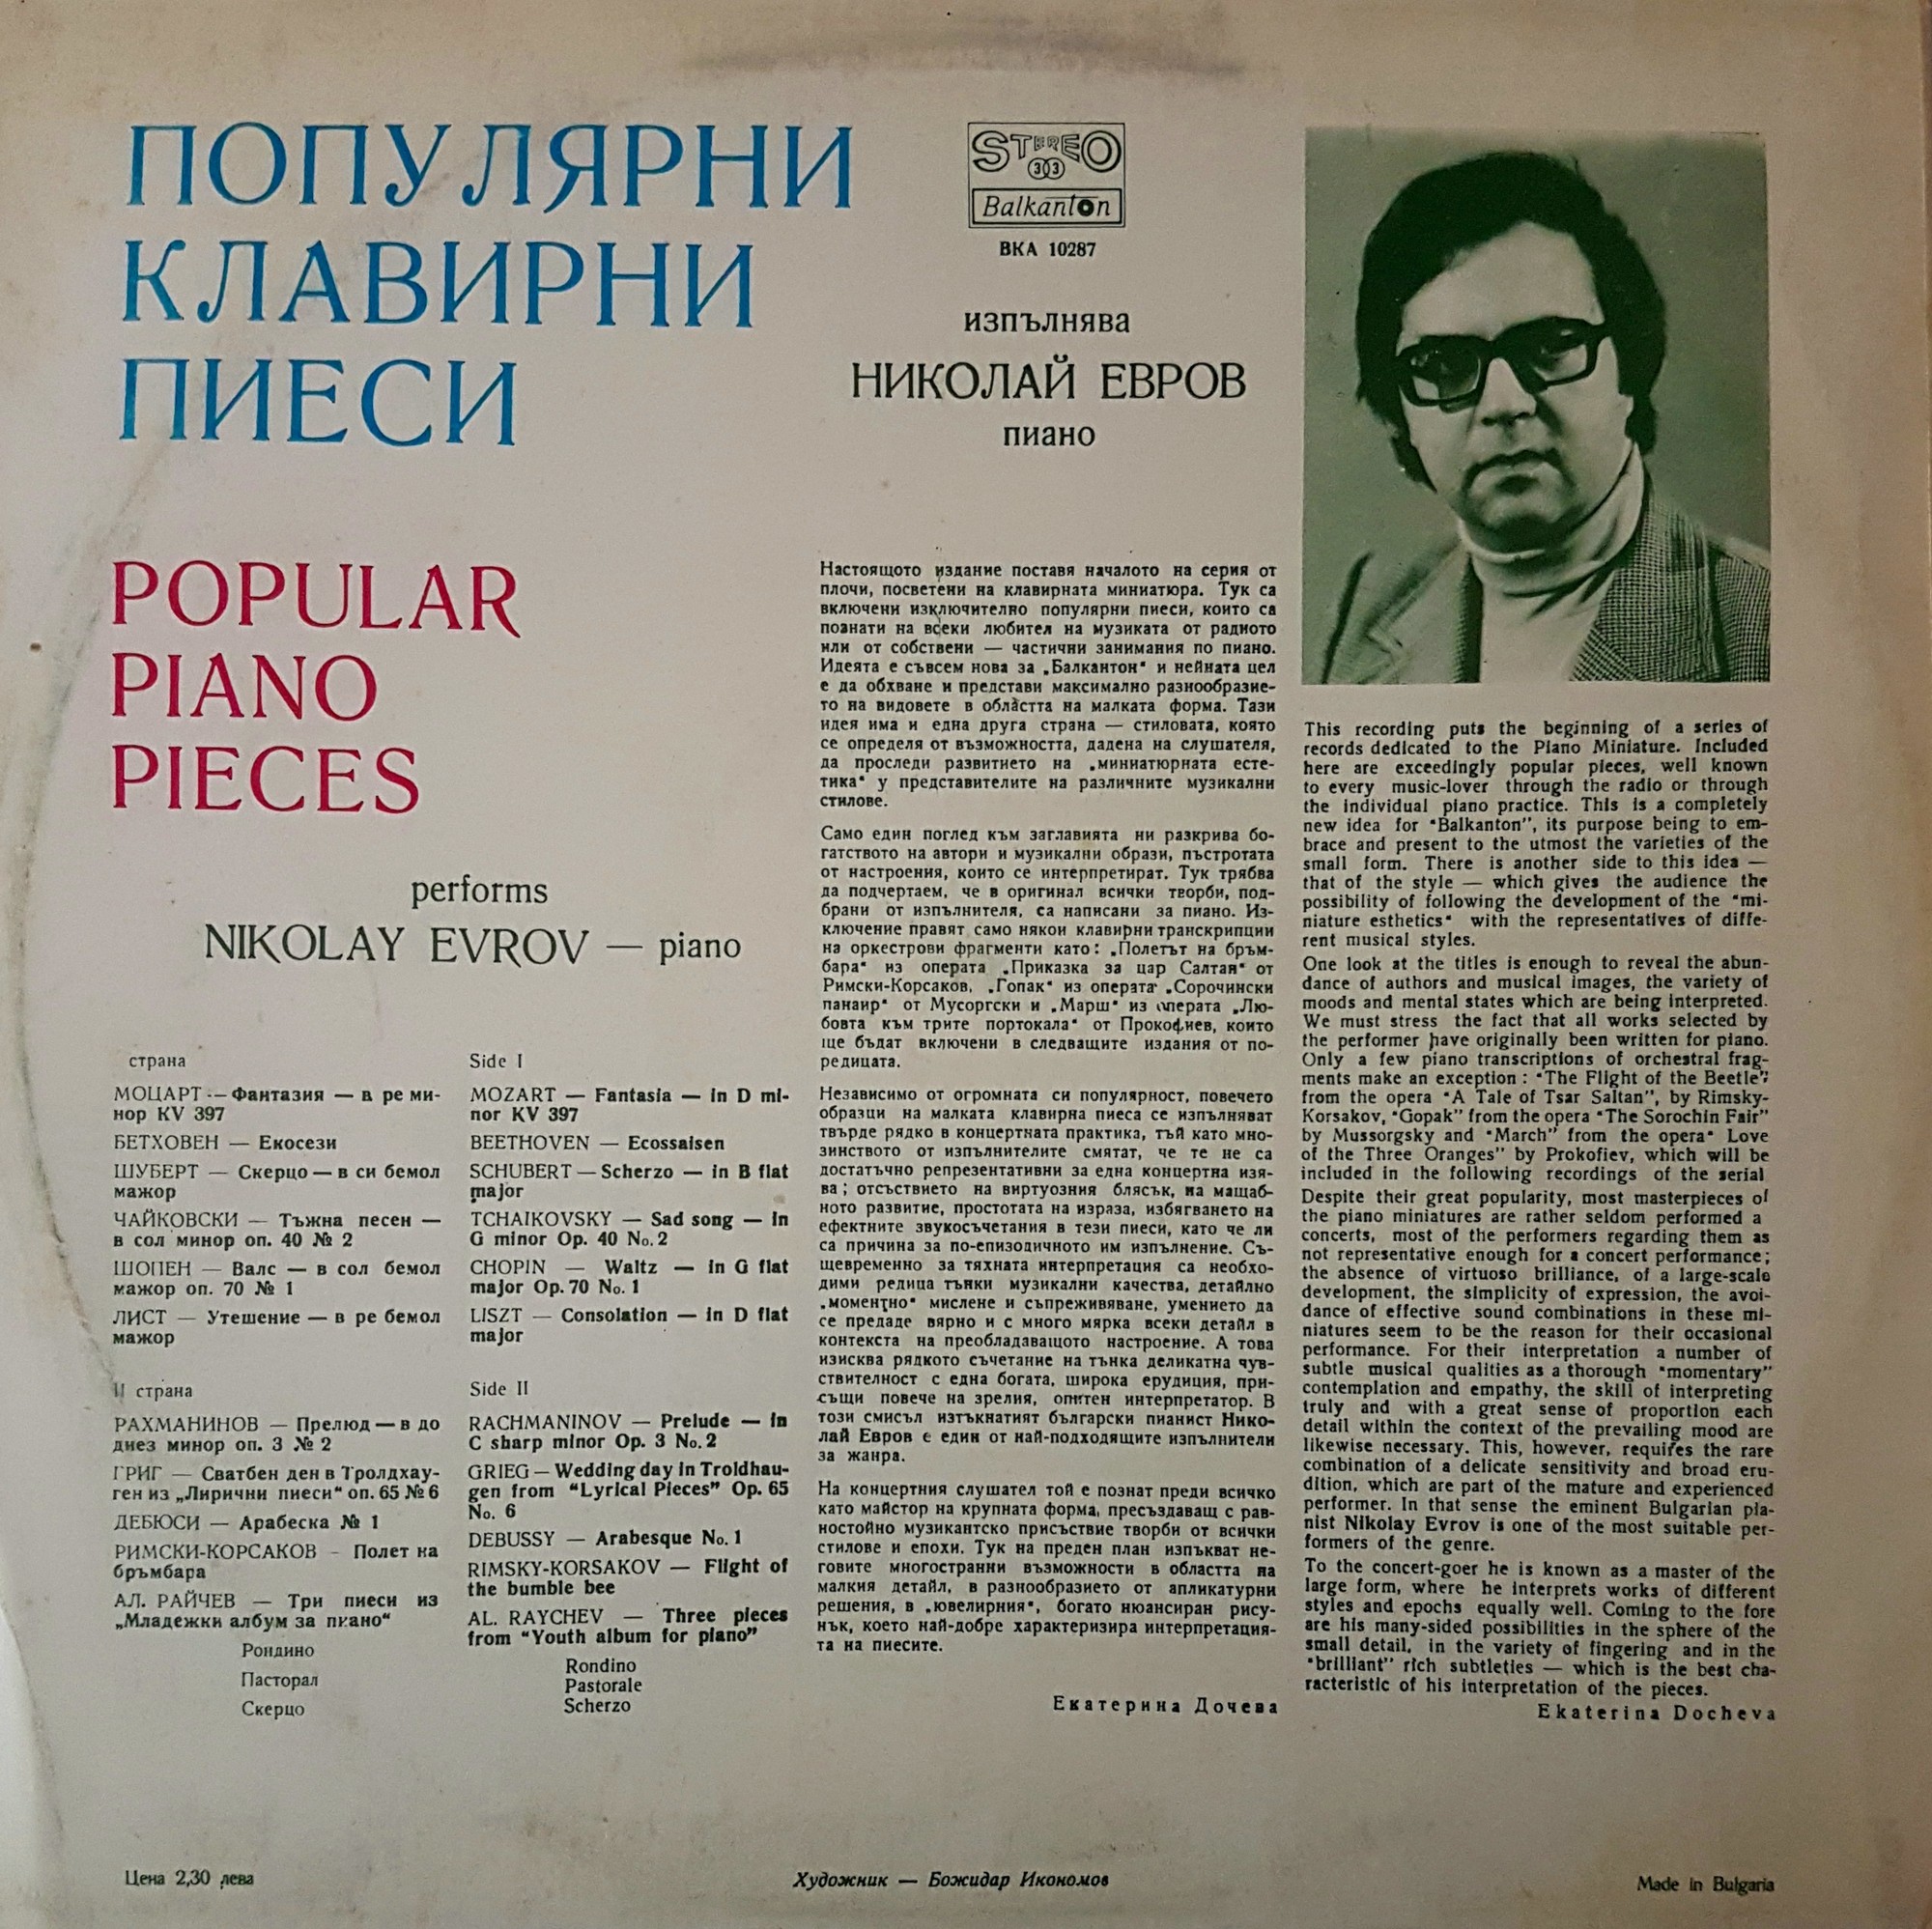 ПОПУЛЯРНИ
КЛАВИРНИ
ПИЕСИ
STEREO
33
Balkanton
ВКА 10287
изпълнява
НИКОЛАЙ ЕВРОВ
пиано
POPULAR
PIANO
PIECES
performs
NIKOLAY EVROV — piano
страна
МОЦАРТ — Фантазия — в ре ми-
нор KV 397
БЕТХОВЕН — Екосези
ШУБЕРТ — Скерцо — в си бемол
мажор
ЧАЙКОВСКИ — Тъжна песен —
в сол минор оп. 40 № 2
ШОПЕН — Валс — в сол бемол
мажор оп. 70 № 1
ЛИСТ — Утешение — в ре бемол
мажор
II страна
РАХМАНИНОВ — Прелюд — в до
диез минор оп. 3 № 2
ГРИГ — Сватбен ден в Тролдхау-
ген из „Лирични пиеси“ оп. 65 № 6
ДЕБЮСИ — Арабеска № 1
РИМСКИ-КОРСАКОВ - Полет на
бръмбара
АЛ. РАЙЧЕВ — Три пиеси из
„Младежки албум за пиано“
Рондино
Пасторал
Скерцо
Side I
MOZART — Fantasia — in D mi-
nor KV 397
BEETHOVEN — Ecossaisen
SCHUBERT — Scherzo — in B flat
major
TCHAIKOVSKY — Sad song — in
G minor Op. 40 No. 2
CHOPIN — Waltz — in G flat
major Op. 70 No. 1
LISZT — Consolation — in D flat
major
Side II
RACHMANINOV — Prelude — in
C sharp minor Op. 3 No. 2
GRIEG — Wedding day in Troldhau-
gen from “Lyrical Pieces” Op. 65
No. 6
DEBUSSY — Arabesque No. 1
RIMSKY-KORSAKOV — Flight of
the bumble bee
AL. RAYCHEV — Three pieces
from “Youth album for piano”
Rondino
Pastorale
Scherzo
Настоящото издание поставя началото на серия от
плочи, посветени на клавирната миниатюра. Тук са
включени изключително популярни пиеси, които са
познати на всеки любител на музиката от радиото
или от собствени — частични занимания по пиано.
Идеята е съвсем нова за „Балкантон“ и нейната цел
е да обхване и представи максимално разнообразие-
то на видовете в областта на малката форма. Тази
идея има и една друга страна — стиловата, която
се определя от възможността, дадена на слушателя,
да проследи развитието на „миниатюрната есте-
тика“ у представителите на различните музикални
стилове.
Само един поглед към заглавията ни разкрива бо-
гатството на автори и музикални образи, пъстротата
от настроения, които се интерпретират. Тук трябва
да подчертаем, че в оригинал всички творби, под-
брани от изпълнителя, са написани за пиано. Из-
ключение правят само някои клавирни транскрипции
на оркестрови фрагменти като: „Полетът на бръм-
бара“ из операта „Приказка за цар Салтан“ от
Римски-Корсаков, „Гопак“ из операта „Сорочински
панаир“ от Мусоргски и „Марш“ из операта „Лю-
бовта към трите портокала“ от Прокофиев, които
ще бъдат включени в следващите издания от по-
редицата.
Независимо от огромната си популярност, повечето
образци на малката клавирна пиеса се изпълняват
твърде рядко в концертната практика, тъй като мно-
зинството от изпълнителите смятат, че те не са
достатъчно репрезентативни за една концертна изя-
ва; отсъствието на виртуозния блясък, на мащаб-
ното развитие, простотата на израза, избягването на
ефектните звукосъчетания в тези пиеси, като че ли
са причина за по-епизодичното им изпълнение. Съ-
щевременно за тяхната интерпретация са необхо-
дими редица тънки музикални качества, детайлно
„моментно“ мислене и съпреживяване, умението да
се предаде вярно и с много мярка всеки детайл в
контекста на преобладаващото настроение. А това
изисква рядкото съчетание на тънка деликатна чув-
ствителност с една богата, широка ерудиция, при-
същи повече на зрелия, опитен интерпретатор. В
този смисъл изтъкнатият български пианист Нико-
лай Евров е един от най-подходящите изпълнители
за жанра.
На концертния слушател той е познат преди всичко
като майстор на крупната форма, пресъздаващ с рав-
ностойно музикантско присъствие творби от всички
стилове и епохи. Тук на преден план изпъкват не-
говите многостранни възможности в областта на
малкия детайл, в разнообразието от апликатурни
решения, в „ювелирния“, богато нюансиран рису-
нък, което най-добре характеризира интерпретация-
та на пиесите.
Екатерина Дочева
This recording puts the beginning of a series of
records dedicated to the Piano Miniature. Included
here are exceedingly popular pieces, well known
to every music-lover through the radio or through
the individual piano practice. This is a completely
new idea for “Balkanton”, its purpose being to em-
brace and present to the utmost the varieties of the
small form. There is another side to this idea —
that of the style — which gives the audience the
possibility of following the development of the “mi-
niature esthetics“ with the representatives of diffe-
rent musical styles.
One look at the titles is enough to reveal the abun-
dance of authors and musical images, the variety of
moods and mental states which are being interpreted.
We must stress the fact that all works selected by
the performer have originally been written for piano.
Only a few piano transcriptions of orchestral frag-
ments make an exception: “The Flight of the Beetle”
from the opera “A Tale of Tsar Saltan”, by Rimsky-
Korsakov, “Gopak” from the opera “The Sorochin Fair”
by Mussorgsky and “March” from the opera“ Love
of the Three Oranges” by Prokofiev, which will be
included in the following recordings of the serial
Despite their great popularity, most masterpieces of
the piano miniatures are rather seldom performed a
concerts, most of the performers regarding them as
not representative enough for a concert performance;
the absence of virtuoso brilliance, of a large-scale
development, the simplicity of expression, the avoi-
dance of effective sound combinations in these mi-
niatures seem to be the reason for their occasional
performance. For their interpretation a number of
subtle musical qualities as a thorough “momentary”
contemplation and empathy, the skill of interpreting
truly and with a great sense of proportion each
detail within the context of the prevailing mood are
likewise necessary. This, however, requires the rare
combination of a delicate sensitivity and broad eru-
dition, which are part of the mature and experienced
performer. In that sense the eminent Bulgarian pia-
nist Nikolay Evrov is one of the most suitable per-
formers of the genre.
To the concert-goer he is known as a master of the
large form, where he interprets works of different
styles and epochs equally well. Coming to the fore
are his many-sided possibilities in the sphere of the
small detail, in the variety of fingering and in the
“brilliant” rich subtleties — which is the best cha-
racteristic of his interpretation of the pieces.
Ekaterina Docheva
Цена 2,30 лева
Художник — Божидар Икономов
Made in Bulgaria